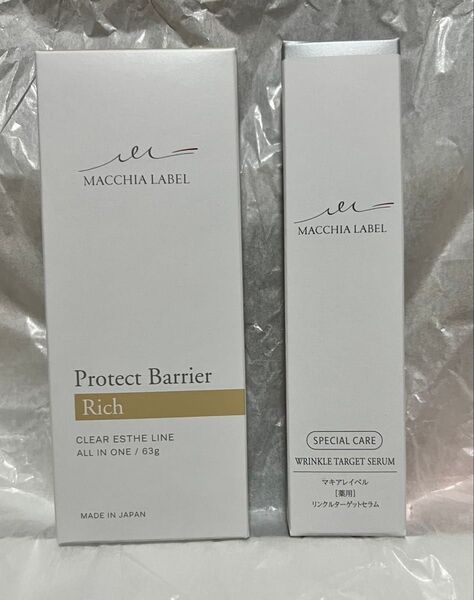 MACCHIA LABEL
Protect Barrier
Rich
CLEAR ESTHE LINE
ALL IN ONE / 63g
MADE IN JAPAN
MACCHIA LABEL
SPECIAL CARE
WRINKLE TARGET SERUM
マキアレイベル
[薬用]
リンクルターゲットセラム